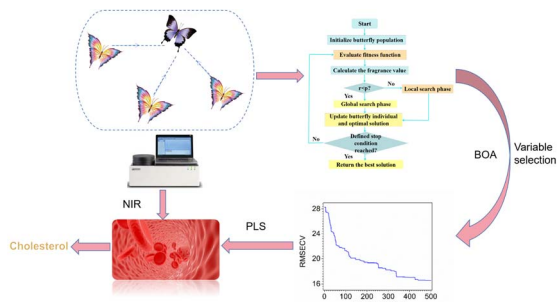 Start
Initialize butterfly population
Evaluate fitness function
Calculate the fragrance value
r<p?
No
Local search phase
Yes
Global search phase
Update butterfly individual
and optimal solution
No
Defined stop
condition
reached?
Yes
Return the best solution
BOA
Variable
selection
NIR
PLS
Cholesterol
RMSECV
28
24
20
16
0
100
200
300
400
500